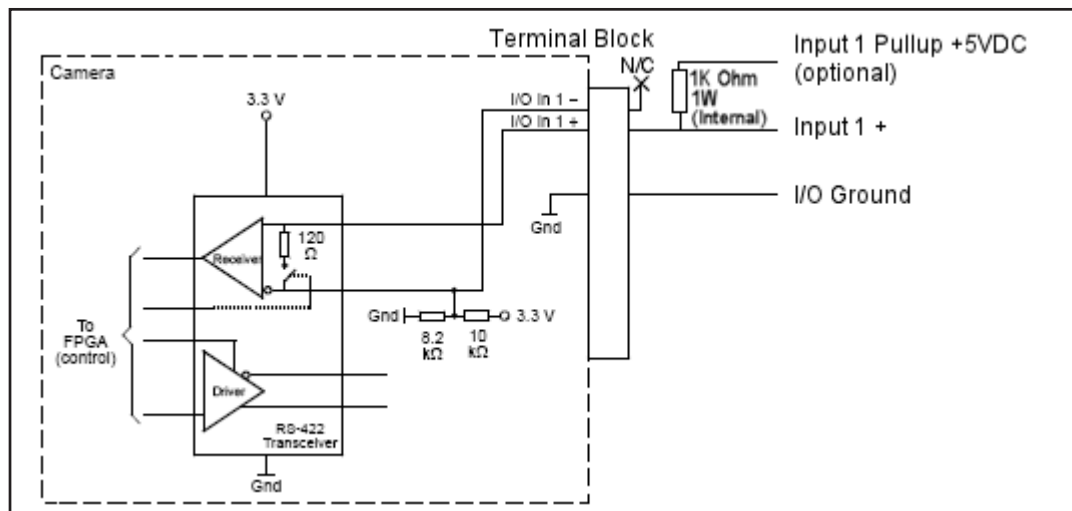 Terminal Block
Camera
N/C
Input 1 Pullup +5VDC
(optional)
1K Ohm
1W
(Internal)
3.3 V
I/O In 1 –
I/O In 1 +
Input 1 +
I/O Ground
Gnd
120
Ω
Receiver
Gnd
3.3 V
8.2
kΩ
10
kΩ
To
FPGA
(control)
Driver
RS-422
Transceiver
Gnd